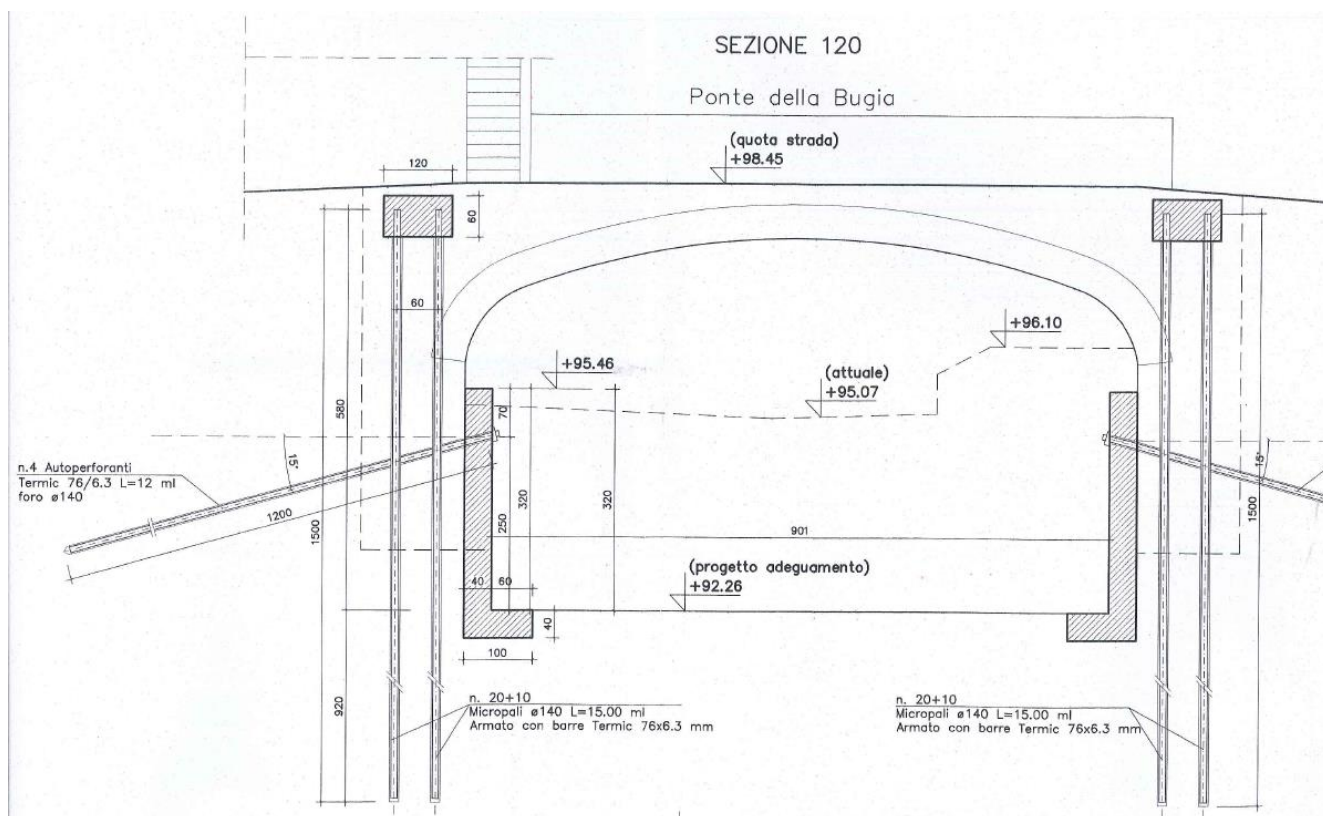 SEZIONE 120
Ponte della Bugia
(quota strada)
+98.45
120
60
60
+96.10
+95.46
(attuale)
+95.07
70
580
15°
15°
n.4 Autoperforanti
Termic 76/6.3 L=12 ml
foro ø140
1200
1500
320
250
320
1500
901
(progetto adeguamento)
+92.26
40
60
40
100
920
n. 20+10
Micropali ø140 L=15.00 ml
Armato con barre Termic 76x6.3 mm
n. 20+10
Micropali ø140 L=15.00 ml
Armato con barre Termic 76x6.3 mm